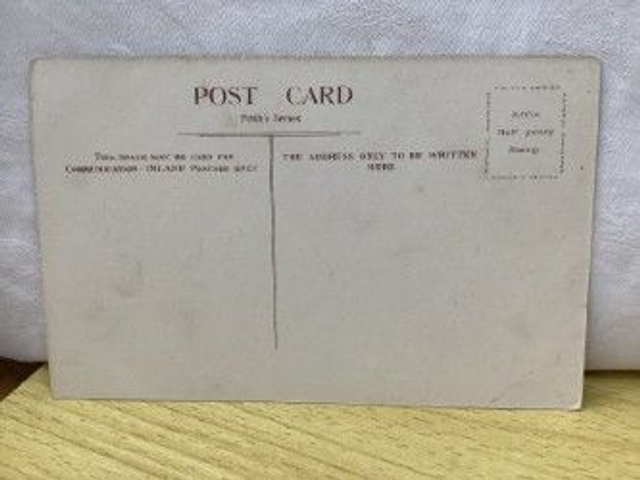 POST CARD
Series
THIS SPACE MAY BE USED FOR
COMMUNICATION - INLAND POSTAGE ONLY
THE ADDRESS ONLY TO BE WRITTEN
HERE
Affix
Half penny
Stamp